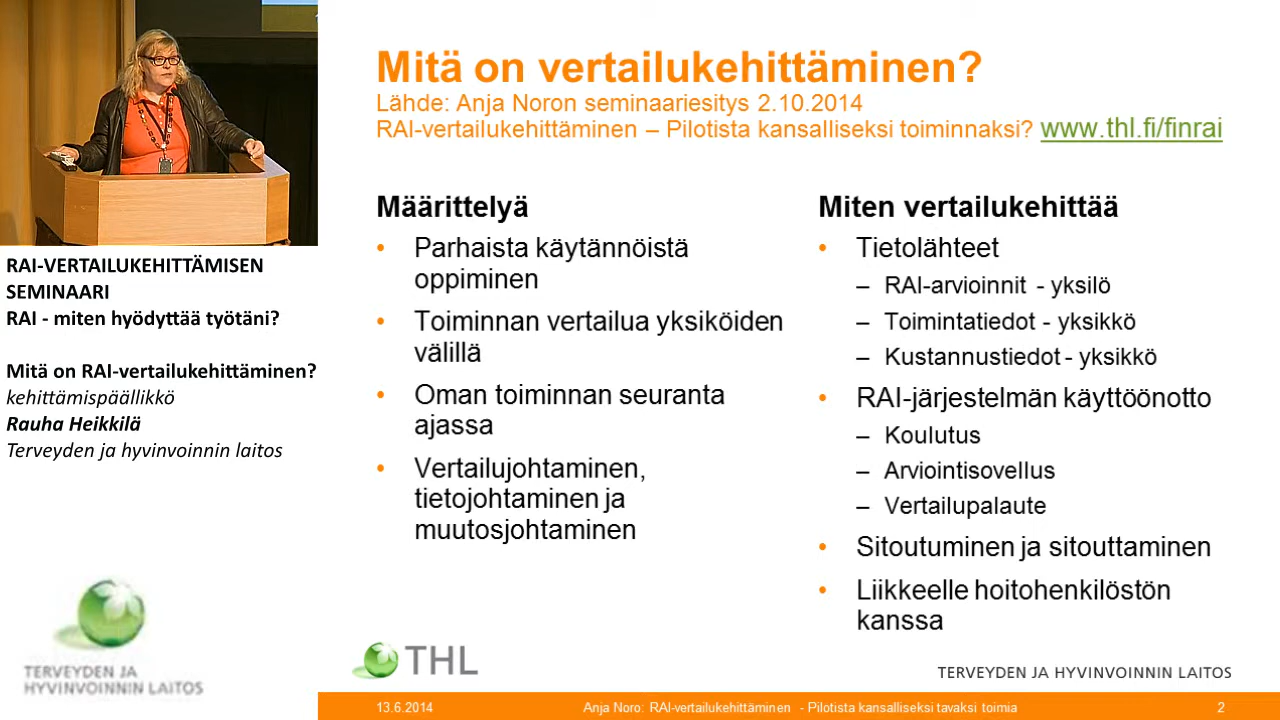 RAI-VERTAILUKEHITTÄMISEN
SEMINAARI
RAI - miten hyödyttää työtäni?
Mitä on RAI-vertailukehittäminen?
kehittämispäällikkö
Rauha Heikkilä
Terveyden ja hyvinvoinnin laitos
TERVEYDEN JA
HYVINVOINNIN LAITOS
Mitä on vertailukehittäminen?
Lähde: Anja Noron seminaariesitys 2.10.2014
RAI-vertailukehittäminen – Pilotista kansalliseksi toiminnaksi? www.thl.fi/finrai
Määrittelyä
• Parhaista käytännöistä
oppiminen
• Toiminnan vertailua yksiköiden
välillä
• Oman toiminnan seuranta
ajassa
• Vertailujohtaminen,
tietojohtaminen ja
muutosjohtaminen
Miten vertailukehittää
• Tietolähteet
– RAI-arvioinnit - yksilö
– Toimintatiedot - yksikkö
– Kustannustiedot - yksikkö
• RAI-järjestelmän käyttöönotto
– Koulutus
– Arviointisovellus
– Vertailupalaute
• Sitoutuminen ja sitouttaminen
• Liikkeelle hoitohenkilöstön
kanssa
THL
TERVEYDEN JA HYVINVOINNIN LAITOS
13.6.2014 Anja Noro: RAI-vertailukehittäminen - Pilotista kansalliseksi tavaksi toimia 2